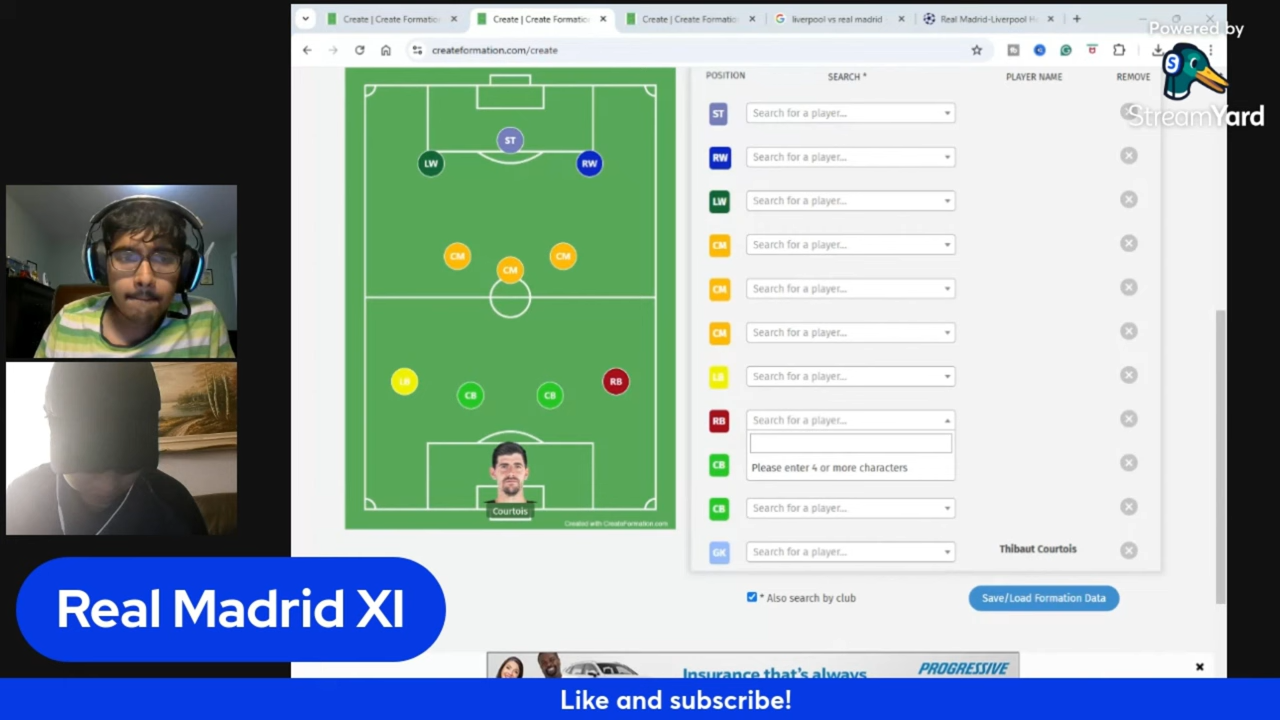 Create | Create Formatio
Create | Create Formatio
Create | Create Formatio
liverpool vs real madrid
Real Madrid-Liverpool
createformation.com/create
Powered by
S
StreamYard
POSITION
SEARCH *
PLAYER NAME
REMOVE
ST
Search for a player...
RW
Search for a player...
LW
Search for a player...
CM
Search for a player...
CM
Search for a player...
CM
Search for a player...
LB
Search for a player...
RB
Search for a player...
Please enter 4 or more characters
CB
CB
Search for a player...
GK
Search for a player...
Thibaut Courtois
* Also search by club
Save/Load Formation Data
ST
LW
RW
CM
CM
CM
LB
CB
CB
RB
Courtois
Created with CreateFormation.com
Real Madrid XI
Insurance that's always
PROGRESSIVE
Like and subscribe!